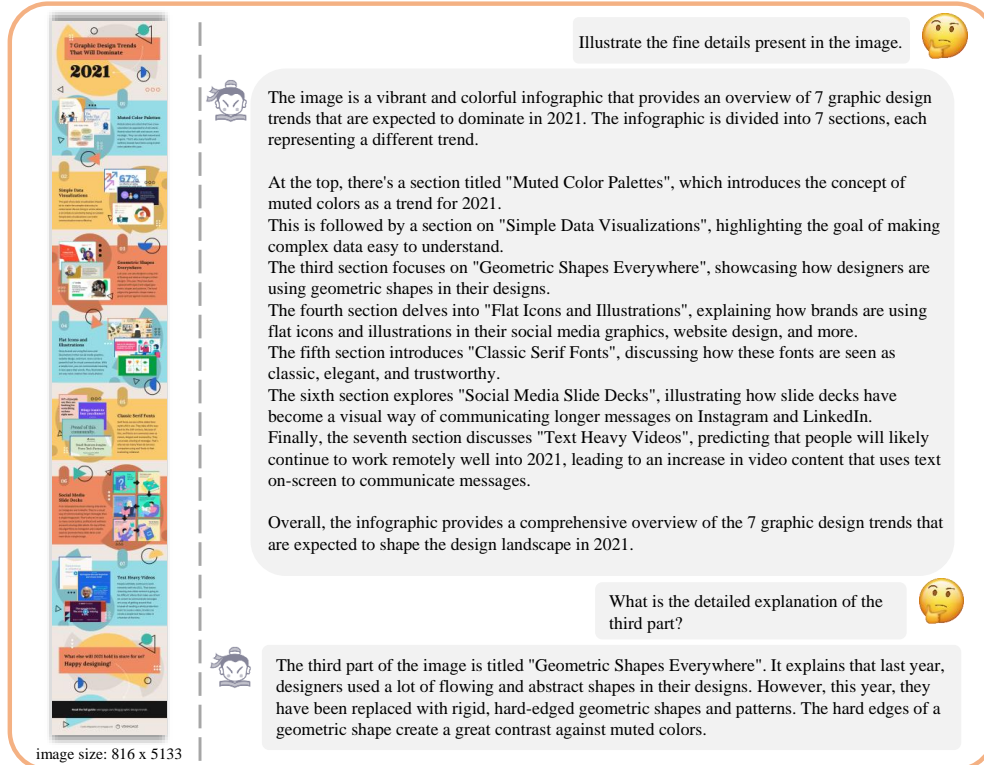 7 Graphic Design Trends
That Will Dominate
2021
Muted Color Palettes
Simple Data
Visualizations
67%
Geometric Shapes
Everywhere
Flat Icons and
Illustrations
Classic Serif Fonts
Social Media
Slide Decks
Text Heavy Videos
What else will 2021 hold in store for us?
Happy designing!
image size: 816 x 5133
Illustrate the fine details present in the image.
The image is a vibrant and colorful infographic that provides an overview of 7 graphic design
trends that are expected to dominate in 2021. The infographic is divided into 7 sections, each
representing a different trend.
At the top, there's a section titled "Muted Color Palettes", which introduces the concept of
muted colors as a trend for 2021.
This is followed by a section on "Simple Data Visualizations", highlighting the goal of making
complex data easy to understand.
The third section focuses on "Geometric Shapes Everywhere", showcasing how designers are
using geometric shapes in their designs.
The fourth section delves into "Flat Icons and Illustrations", explaining how brands are using
flat icons and illustrations in their social media graphics, website design, and more.
The fifth section introduces "Classic Serif Fonts", discussing how these fonts are seen as
classic, elegant, and trustworthy.
The sixth section explores "Social Media Slide Decks", illustrating how slide decks have
become a visual way of communicating longer messages on Instagram and LinkedIn.
Finally, the seventh section discusses "Text Heavy Videos", predicting that people will likely
continue to work remotely well into 2021, leading to an increase in video content that uses text
on-screen to communicate messages.
Overall, the infographic provides a comprehensive overview of the 7 graphic design trends that
are expected to shape the design landscape in 2021.
What is the detailed explanation of the
third part?
The third part of the image is titled "Geometric Shapes Everywhere". It explains that last year,
designers used a lot of flowing and abstract shapes in their designs. However, this year, they
have been replaced with rigid, hard-edged geometric shapes and patterns. The hard edges of a
geometric shape create a great contrast against muted colors.